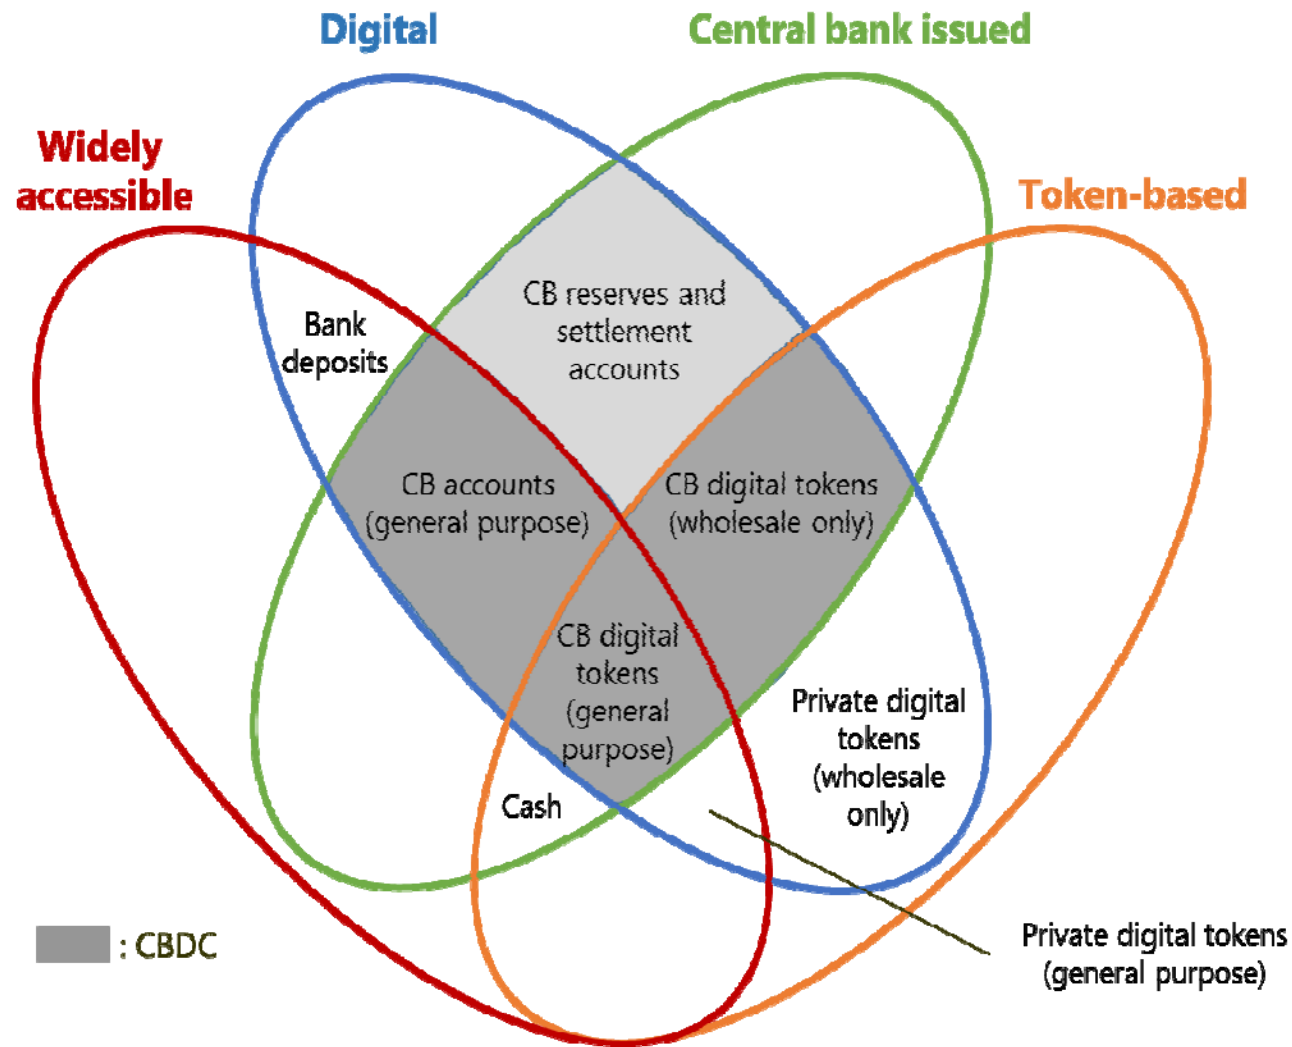 Digital
Central bank issued
Widely
accessible
Token-based
CB reserves and
settlement
accounts
Bank
deposits
CB accounts
(general purpose)
CB digital tokens
(wholesale only)
CB digital
tokens
(general
purpose)
Private digital
tokens
(wholesale
only)
Cash
: CBDC
Private digital tokens
(general purpose)